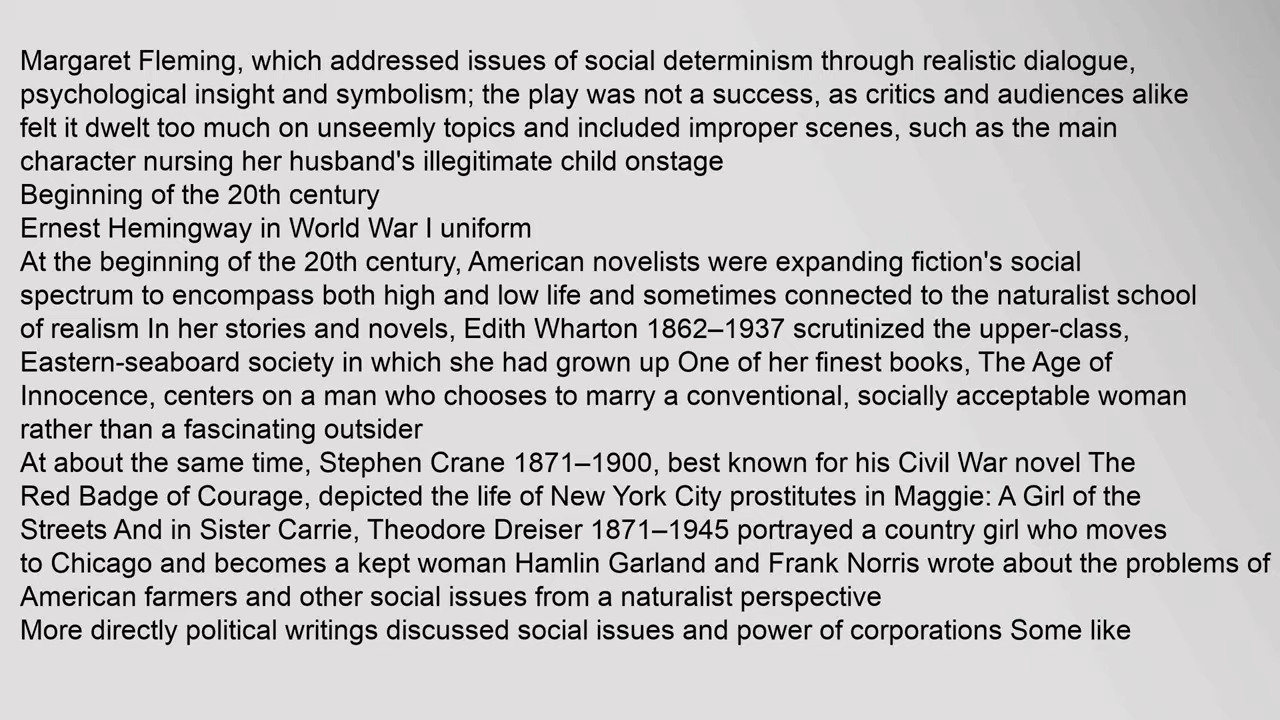 Margaret Fleming, which addressed issues of social determinism through realistic dialogue,
psychological insight and symbolism; the play was not a success, as critics and audiences alike
felt it dwelt too much on unseemly topics and included improper scenes, such as the main
character nursing her husband's illegitimate child onstage
Beginning of the 20th century
Ernest Hemingway in World War I uniform
At the beginning of the 20th century, American novelists were expanding fiction's social
spectrum to encompass both high and low life and sometimes connected to the naturalist school
of realism In her stories and novels, Edith Wharton 1862–1937 scrutinized the upper-class,
Eastern-seaboard society in which she had grown up One of her finest books, The Age of
Innocence, centers on a man who chooses to marry a conventional, socially acceptable woman
rather than a fascinating outsider
At about the same time, Stephen Crane 1871–1900, best known for his Civil War novel The
Red Badge of Courage, depicted the life of New York City prostitutes in Maggie: A Girl of the
Streets And in Sister Carrie, Theodore Dreiser 1871–1945 portrayed a country girl who moves
to Chicago and becomes a kept woman Hamlin Garland and Frank Norris wrote about the problems of
American farmers and other social issues from a naturalist perspective
More directly political writings discussed social issues and power of corporations Some like